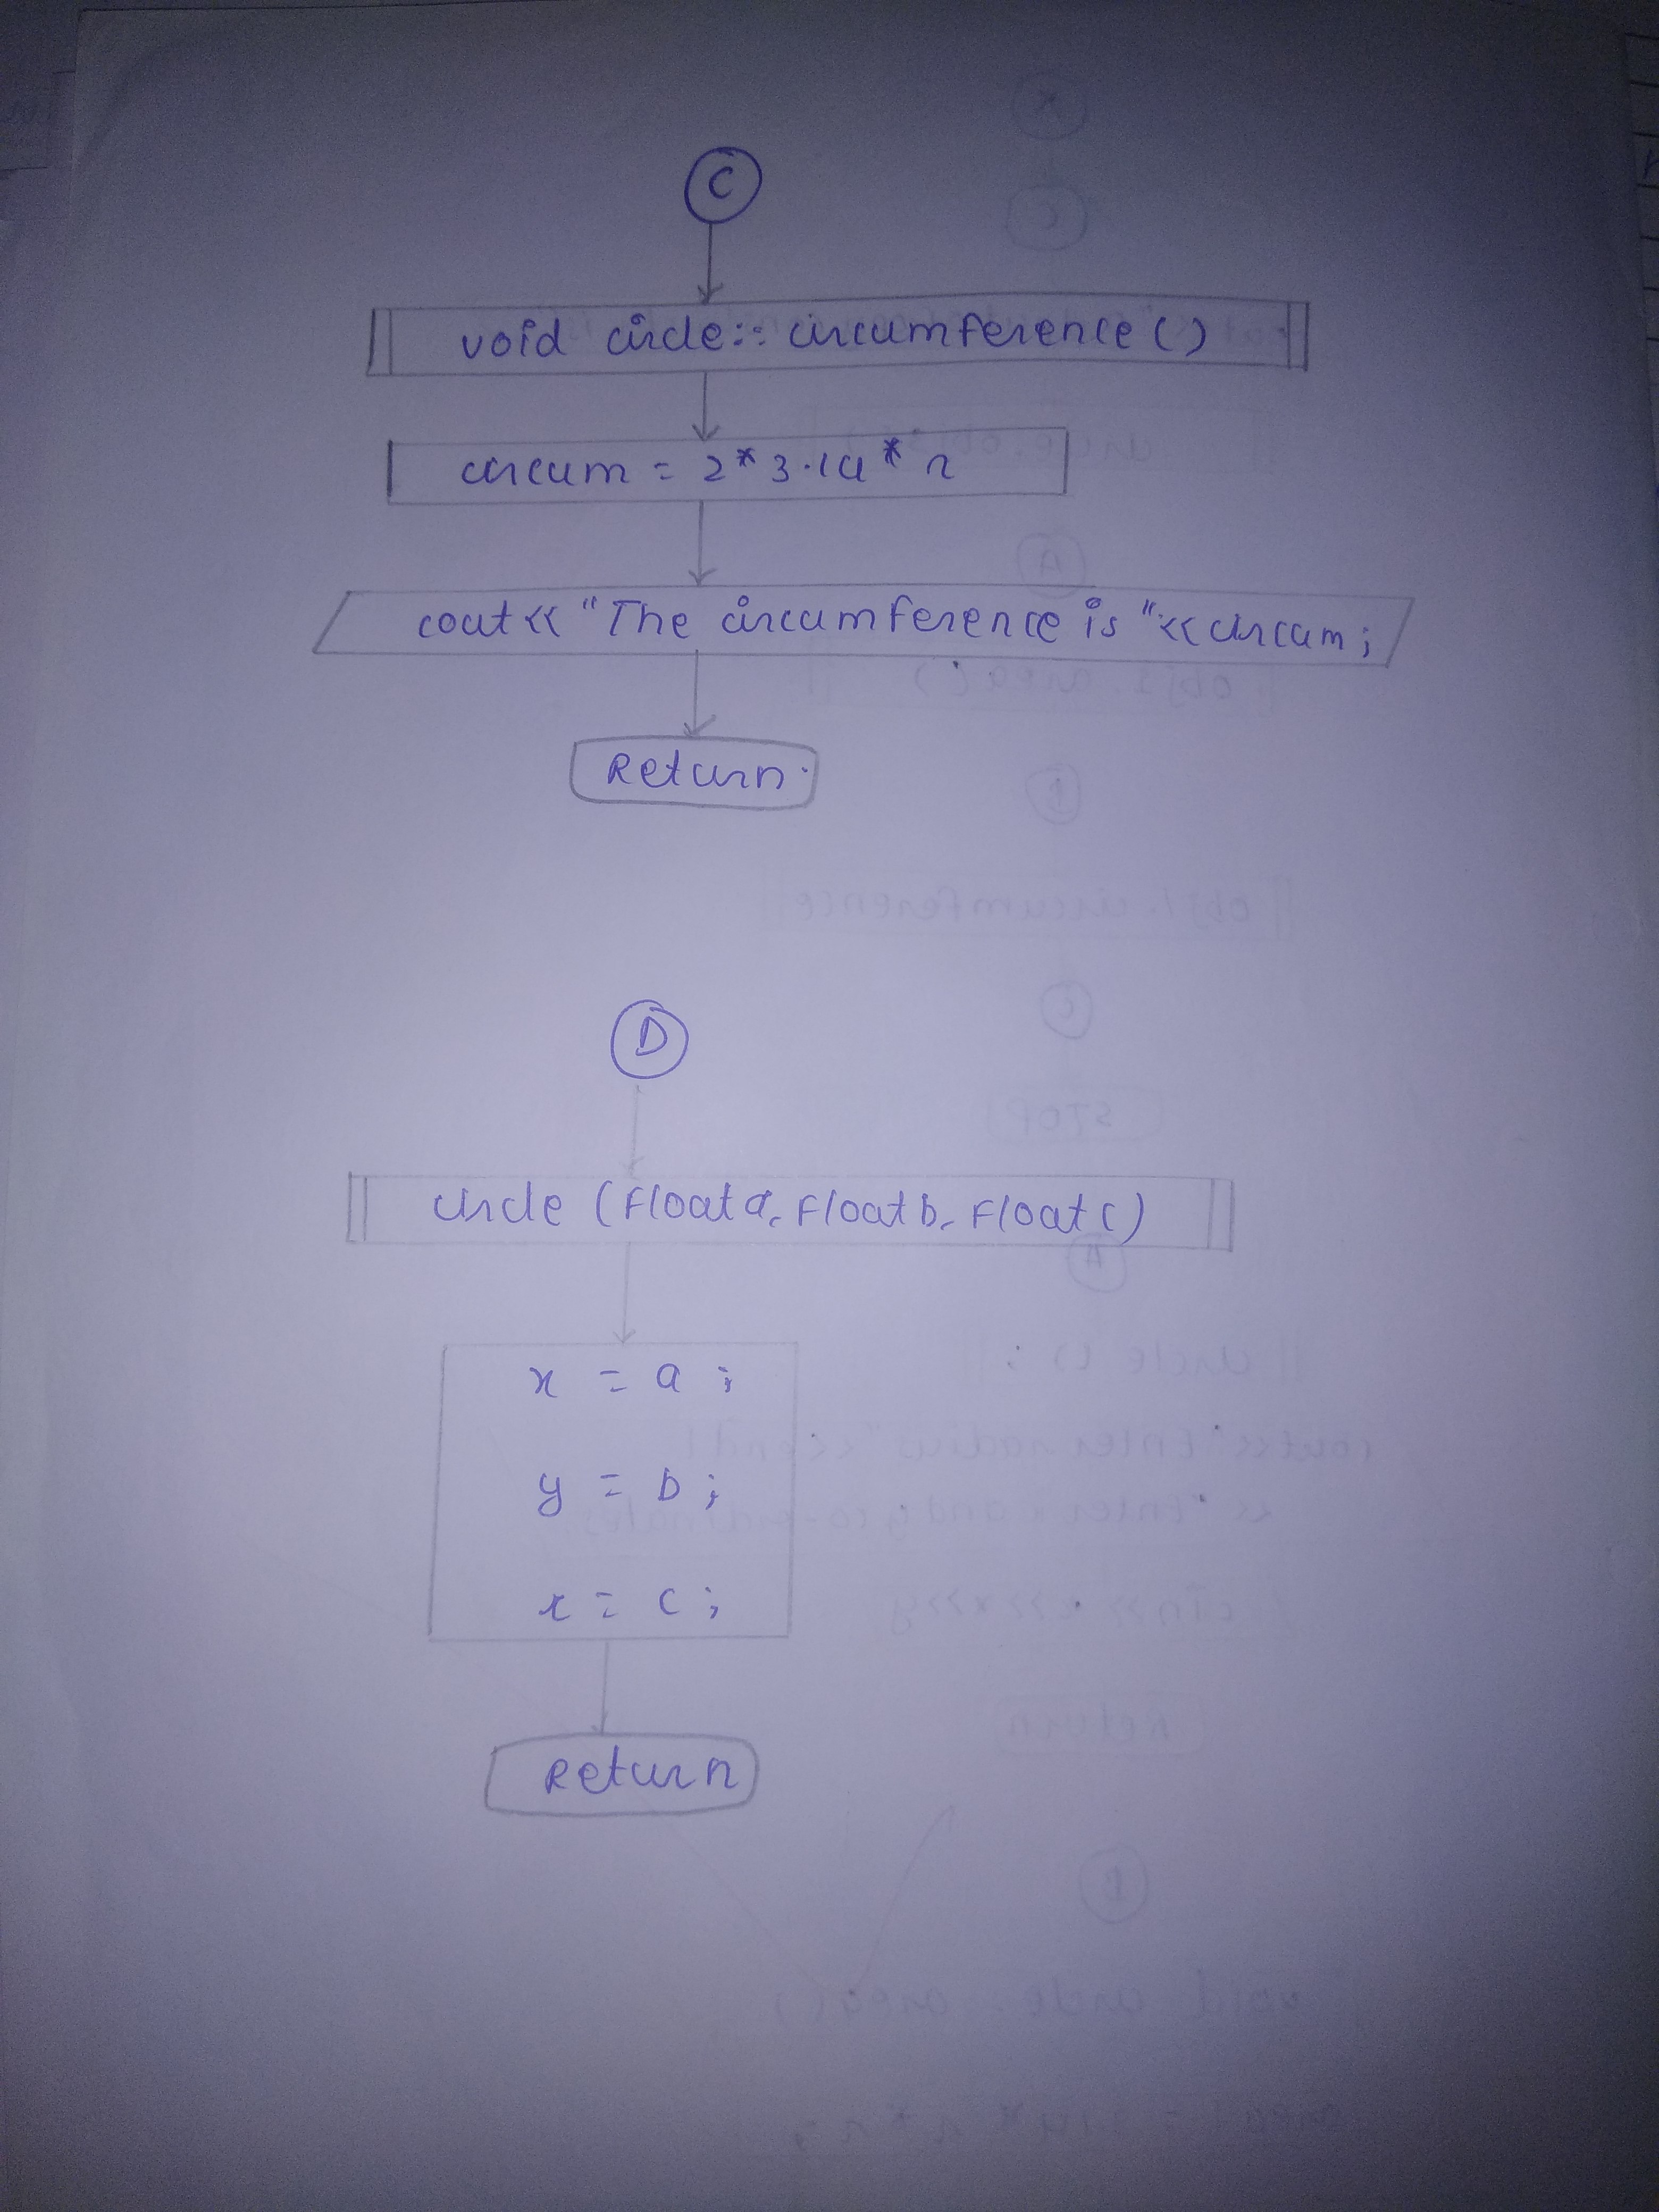 C
void circle :: circumference ()
circum = 2 * 3.14 * r
cout << "The circumference is " << circum ;
Return
D
circle (Float a, Float b, Float c)
x = a ;
y = b ;
r = c ;
Return